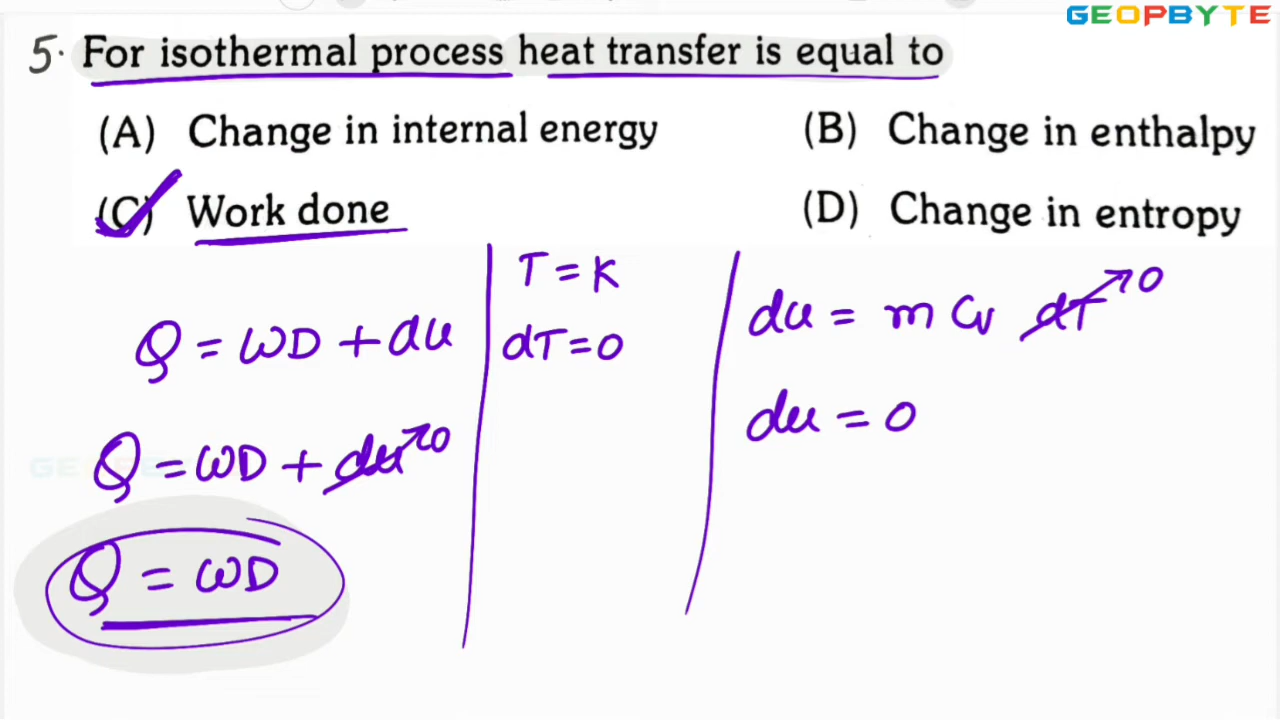 GEOPBYTE
5. For isothermal process heat transfer is equal to
(A) Change in internal energy (B) Change in enthalpy
(C) Work done (D) Change in entropy
T = K
Q = WD + du
dT = 0
du = m Cv dT → 0
du = 0
Q = WD + du → 0
Q = WD